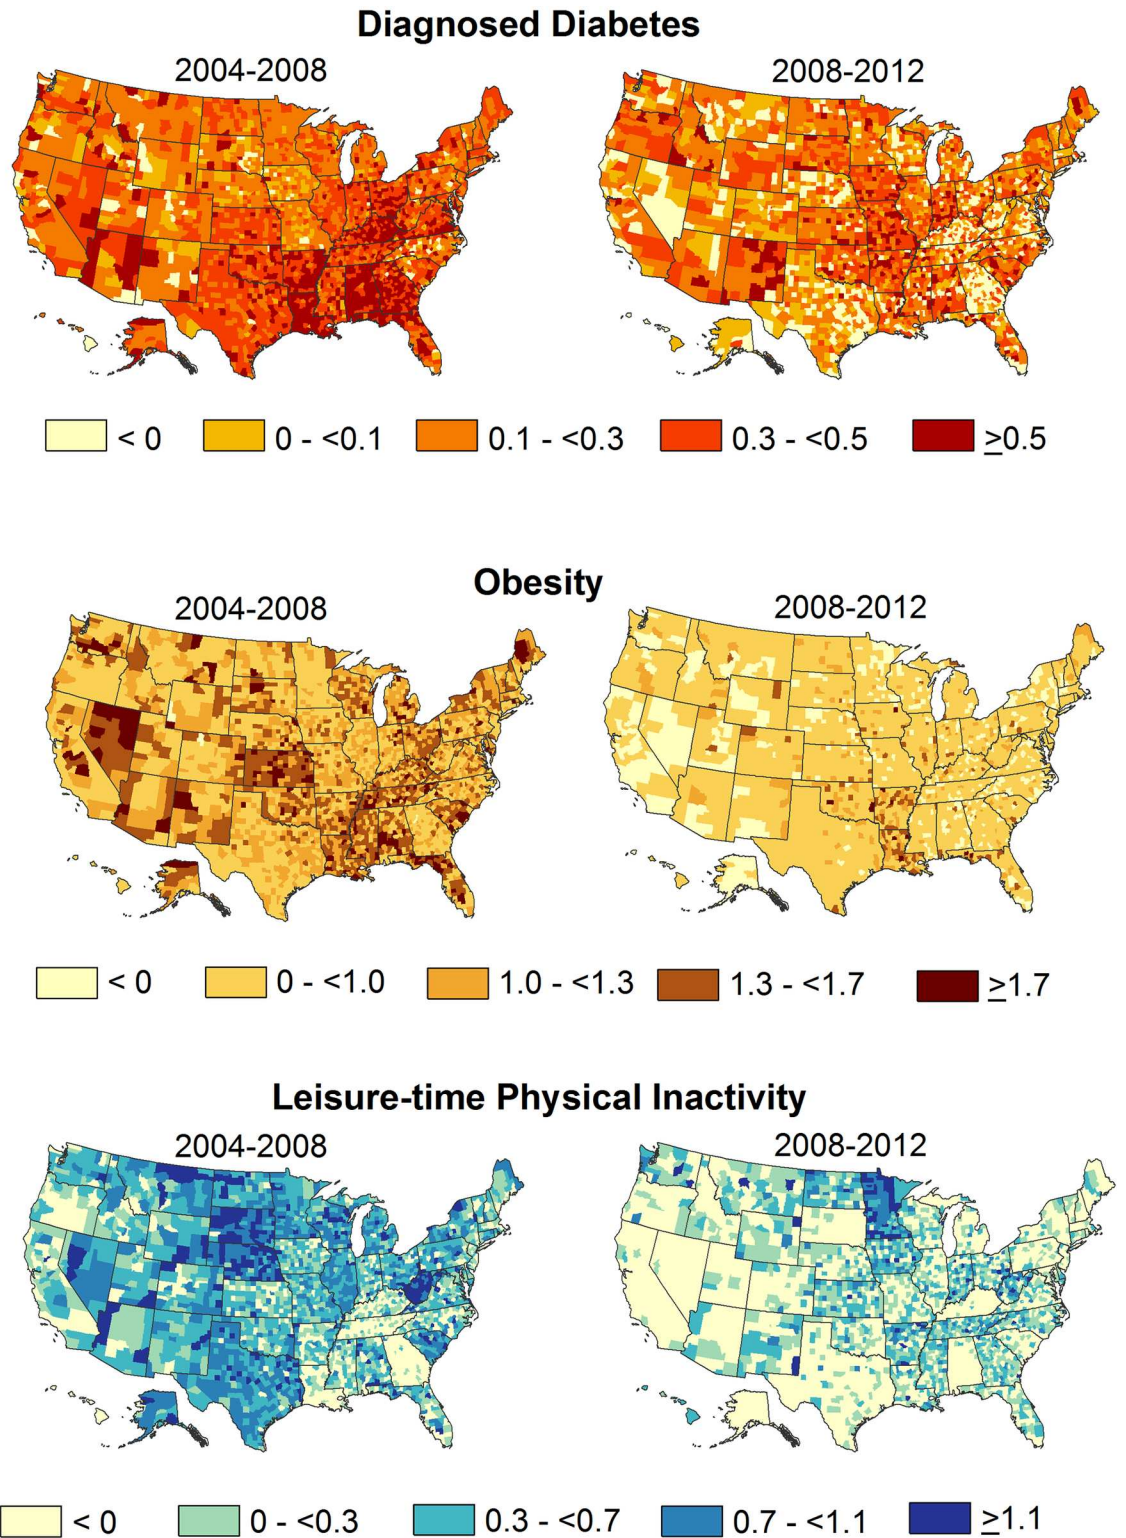 Diagnosed Diabetes
2004-2008 2008-2012
< 0 0 - <0.1 0.1 - <0.3 0.3 - <0.5 ≥0.5
Obesity
2004-2008 2008-2012
< 0 0 - <1.0 1.0 - <1.3 1.3 - <1.7 ≥1.7
Leisure-time Physical Inactivity
2004-2008 2008-2012
< 0 0 - <0.3 0.3 - <0.7 0.7 - <1.1 ≥1.1